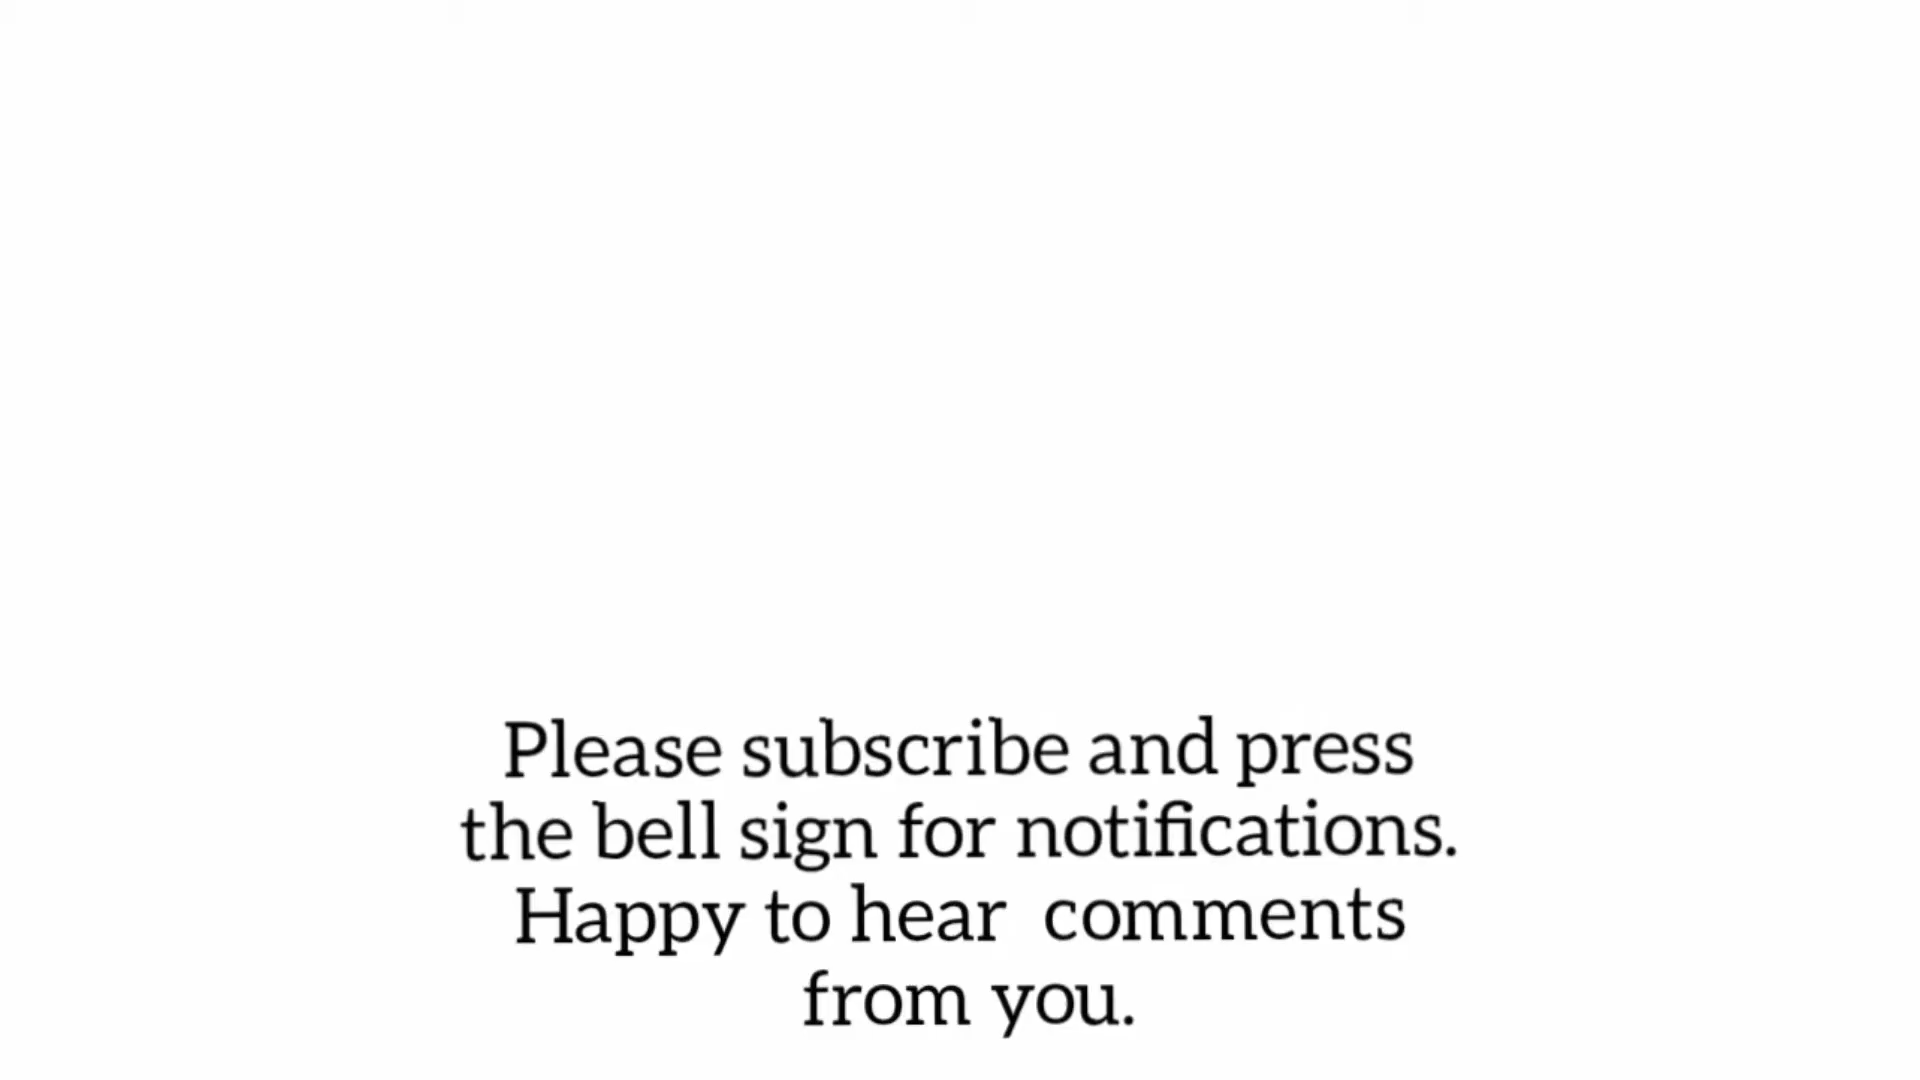 Please subscribe and press
the bell sign for notifications.
Happy to hear  comments
from you.